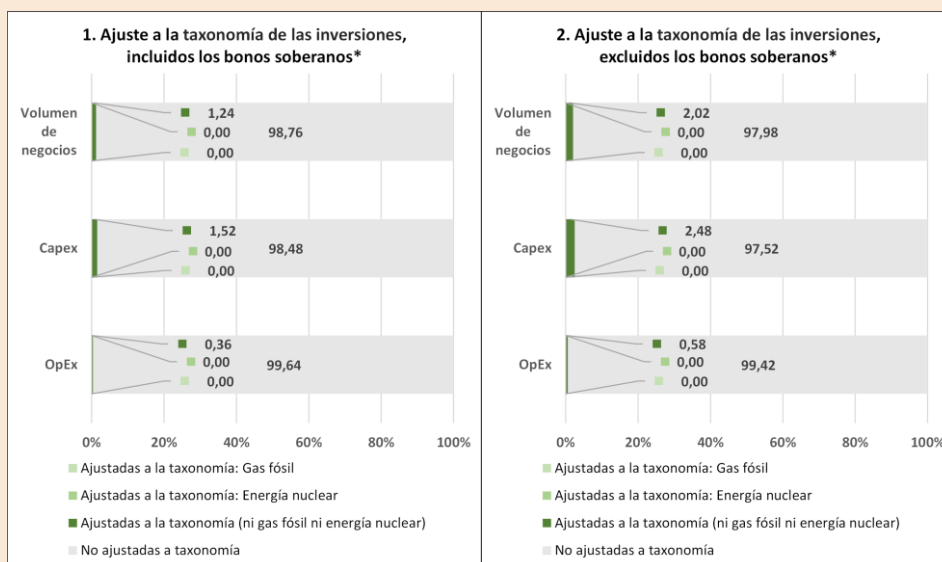 1. Ajuste a la taxonomía de las inversiones,
incluidos los bonos soberanos*
Volumen
de
negocios
1,24
0,00
0,00
98,76
Capex
1,52
0,00
0,00
98,48
OpEx
0,36
0,00
0,00
99,64
0% 20% 40% 60% 80% 100%
Ajustadas a la taxonomía: Gas fósil
Ajustadas a la taxonomía: Energía nuclear
Ajustadas a la taxonomía (ni gas fósil ni energía nuclear)
No ajustadas a taxonomía
2. Ajuste a la taxonomía de las inversiones,
excluidos los bonos soberanos*
Volumen
de
negocios
2,02
0,00
0,00
97,98
Capex
2,48
0,00
0,00
97,52
OpEx
0,58
0,00
0,00
99,42
0% 20% 40% 60% 80% 100%
Ajustadas a la taxonomía: Gas fósil
Ajustadas a la taxonomía: Energía nuclear
Ajustadas a la taxonomía (ni gas fósil ni energía nuclear)
No ajustadas a taxonomía